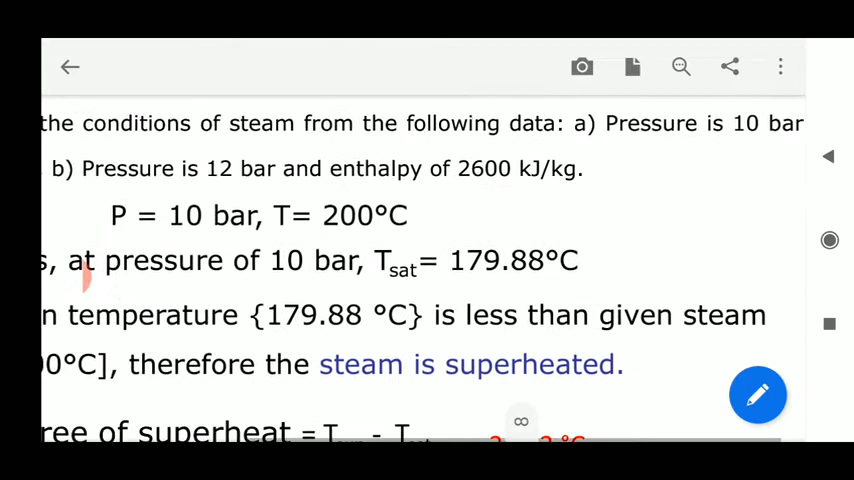 the conditions of steam from the following data: a) Pressure is 10 bar
b) Pressure is 12 bar and enthalpy of 2600 kJ/kg.
P = 10 bar, T= 200°C
s, at pressure of 10 bar, Tsat= 179.88°C
n temperature {179.88 °C} is less than given steam
00°C], therefore the steam is superheated.
ree of superheat =